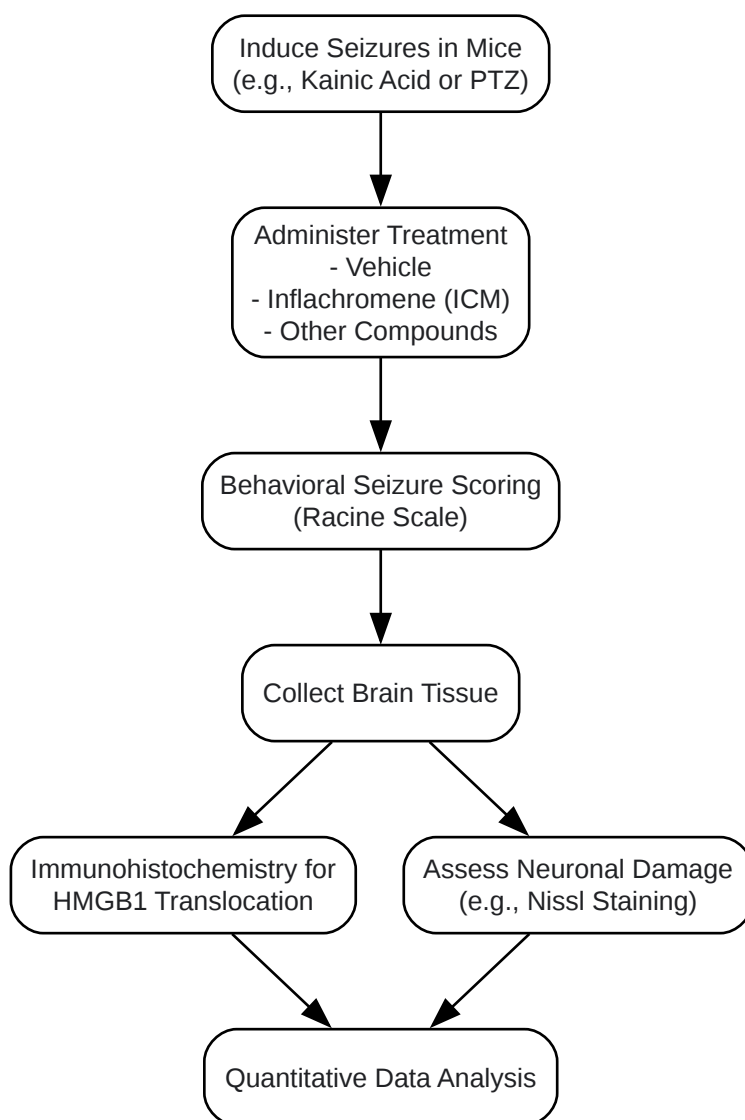 Induce Seizures in Mice
(e.g., Kainic Acid or PTZ)
Administer Treatment
- Vehicle
- Inflachromene (ICM)
- Other Compounds
Behavioral Seizure Scoring
(Racine Scale)
Collect Brain Tissue
Immunohistochemistry for
HMGB1 Translocation
Assess Neuronal Damage
(e.g., Nissl Staining)
Quantitative Data Analysis